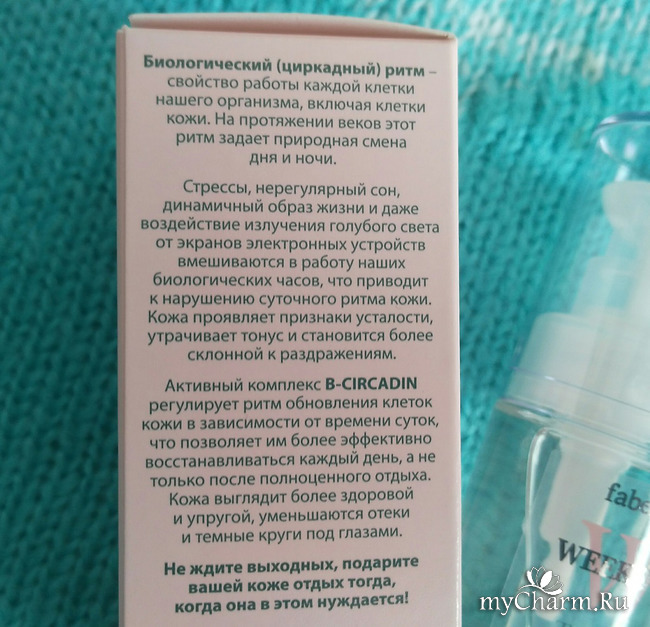 Биологический (циркадный) ритм –
свойство работы каждой клетки
нашего организма, включая клетки
кожи. На протяжении веков этот
ритм задает природная смена
дня и ночи.
Стрессы, нерегулярный сон,
динамичный образ жизни и даже
воздействие излучения голубого света
от экранов электронных устройств
вмешиваются в работу наших
биологических часов, что приводит
к нарушению суточного ритма кожи.
Кожа проявляет признаки усталости,
утрачивает тонус и становится более
склонной к раздражениям.
Активный комплекс B-CIRCADIN
регулирует ритм обновления клеток
кожи в зависимости от времени суток,
что позволяет им более эффективно
восстанавливаться каждый день, а не
только после полноценного отдыха.
Кожа выглядит более здоровой
и упругой, уменьшаются отеки
и темные круги под глазами.
Не ждите выходных, подарите
вашей коже отдых тогда,
когда она в этом нуждается!
fabe
WEEK
myCharm.Ru